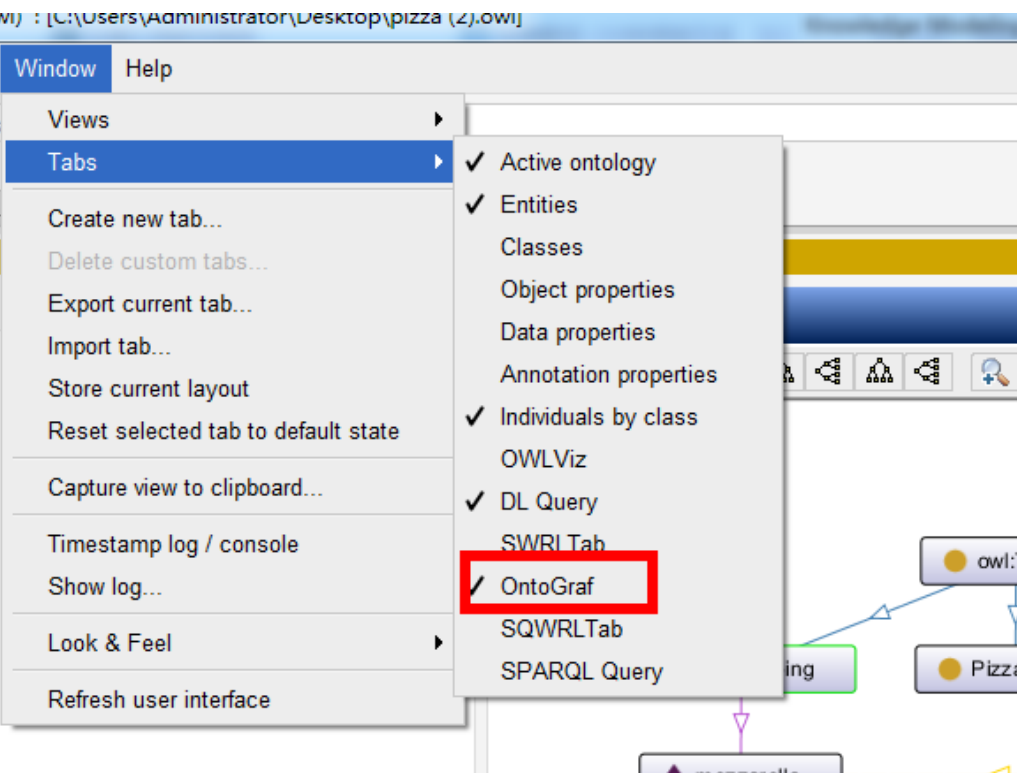 : [C:\Users\Administrator\Desktop\pizza (2).owl]
Window Help
Views
Tabs
Create new tab...
Delete custom tabs...
Export current tab...
Import tab...
Store current layout
Reset selected tab to default state
Capture view to clipboard...
Timestamp log / console
Show log...
Look & Feel
Refresh user interface
Active ontology
Entities
Classes
Object properties
Data properties
Annotation properties
Individuals by class
OWLViz
DL Query
SWRLTab
OntoGraf
SQWRLTab
SPARQL Query
owl:
ing
Pizza